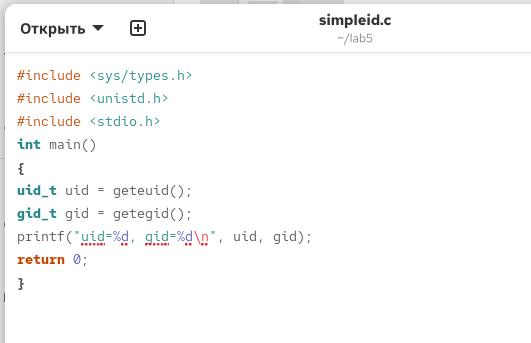 Открыть
simpleid.c
~/lab5
#include <sys/types.h>
#include <unistd.h>
#include <stdio.h>
int main()
{
uid_t uid = geteuid();
gid_t gid = getegid();
printf("uid=%d, gid=%d\n", uid, gid);
return 0;
}